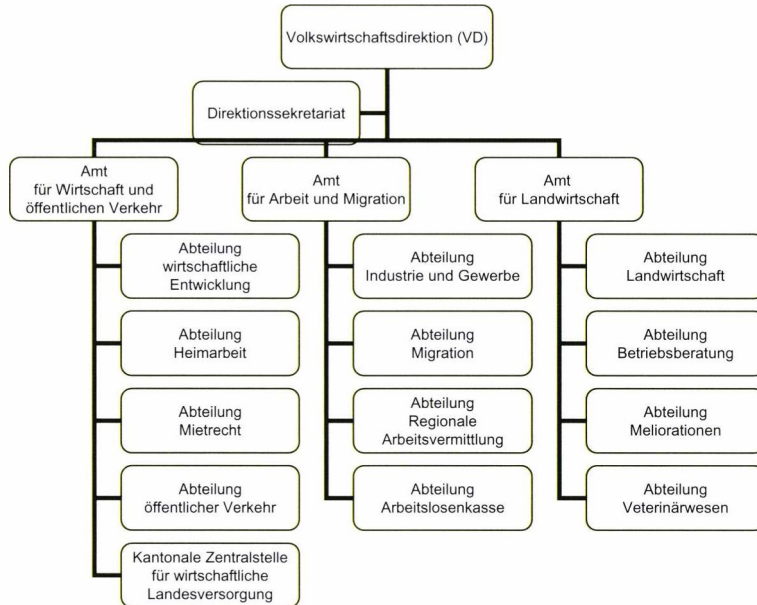 Volkswirtschaftsdirektion (VD)
Direktionssekretariat
Amt
für Wirtschaft und
öffentlichen Verkehr
Abteilung
wirtschaftliche
Entwicklung
Abteilung
Heimarbeit
Abteilung
Mietrecht
Abteilung
öffentlicher Verkehr
Kantonale Zentralstelle
für wirtschaftliche
Landesversorgung
Amt
für Arbeit und Migration
Abteilung
Industrie und Gewerbe
Abteilung
Migration
Abteilung
Regionale
Arbeitsvermittlung
Abteilung
Arbeitslosenkasse
Amt
für Landwirtschaft
Abteilung
Landwirtschaft
Abteilung
Betriebsberatung
Abteilung
Meliorationen
Abteilung
Veterinärwesen